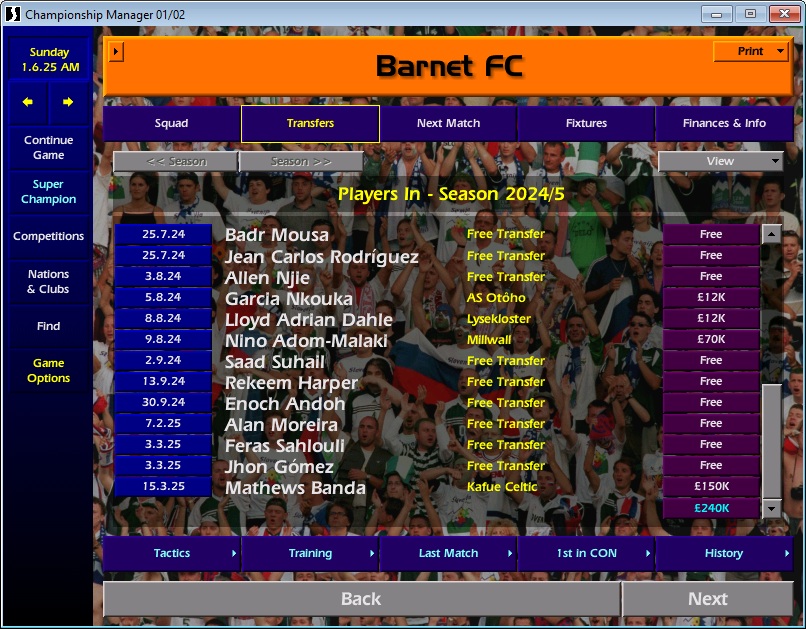 Championship Manager 01/02
Sunday
1.6.25 AM
Continue
Game
Super
Champion
Competitions
Nations
& Clubs
Find
Game
Options
Barnet FC
Print
Squad Transfers Next Match Fixtures Finances & Info
<< Season Season >> View
Players In - Season 2024/5
25.7.24 Badr Mousa Free Transfer Free
25.7.24 Jean Carlos Rodríguez Free Transfer Free
3.8.24 Allen Njie Free Transfer Free
5.8.24 Garcia Nkouka AS Otôho £12K
8.8.24 Lloyd Adrian Dahle Lysekloster £12K
9.8.24 Nino Adom-Malaki Millwall £70K
2.9.24 Saad Suhail Free Transfer Free
13.9.24 Rekeem Harper Free Transfer Free
30.9.24 Enoch Andoh Free Transfer Free
7.2.25 Alan Moreira Free Transfer Free
3.3.25 Feras Sahlouli Free Transfer Free
3.3.25 Jhon Gómez Free Transfer Free
15.3.25 Mathews Banda Kafue Celtic £150K
£240K
Tactics Training Last Match 1st in CON History
Back Next